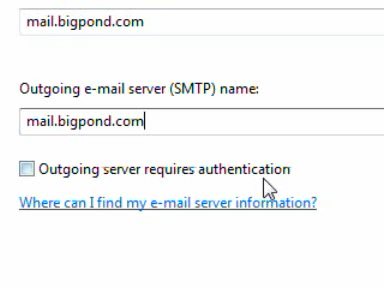 mail.bigpond.com
Outgoing e-mail server (SMTP) name:
mail.bigpond.com
Outgoing server requires authentication
Where can I find my e-mail server information?